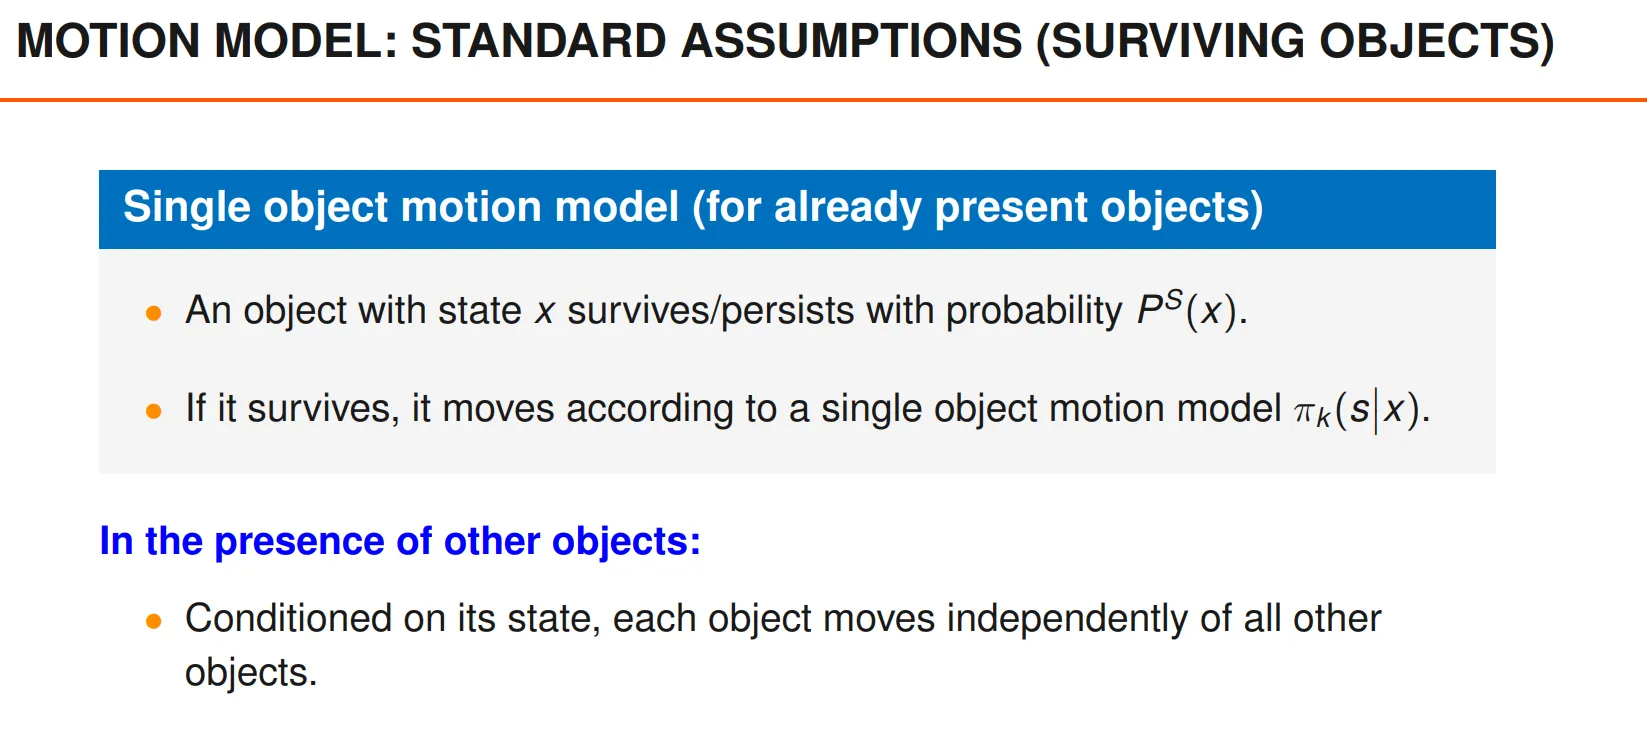 MOTION MODEL: STANDARD ASSUMPTIONS (SURVIVING OBJECTS)
Single object motion model (for already present objects)
● An object with state x survives/persists with probability Pˢ(x).
● If it survives, it moves according to a single object motion model πₖ(s|x).
In the presence of other objects:
● Conditioned on its state, each object moves independently of all other
objects.